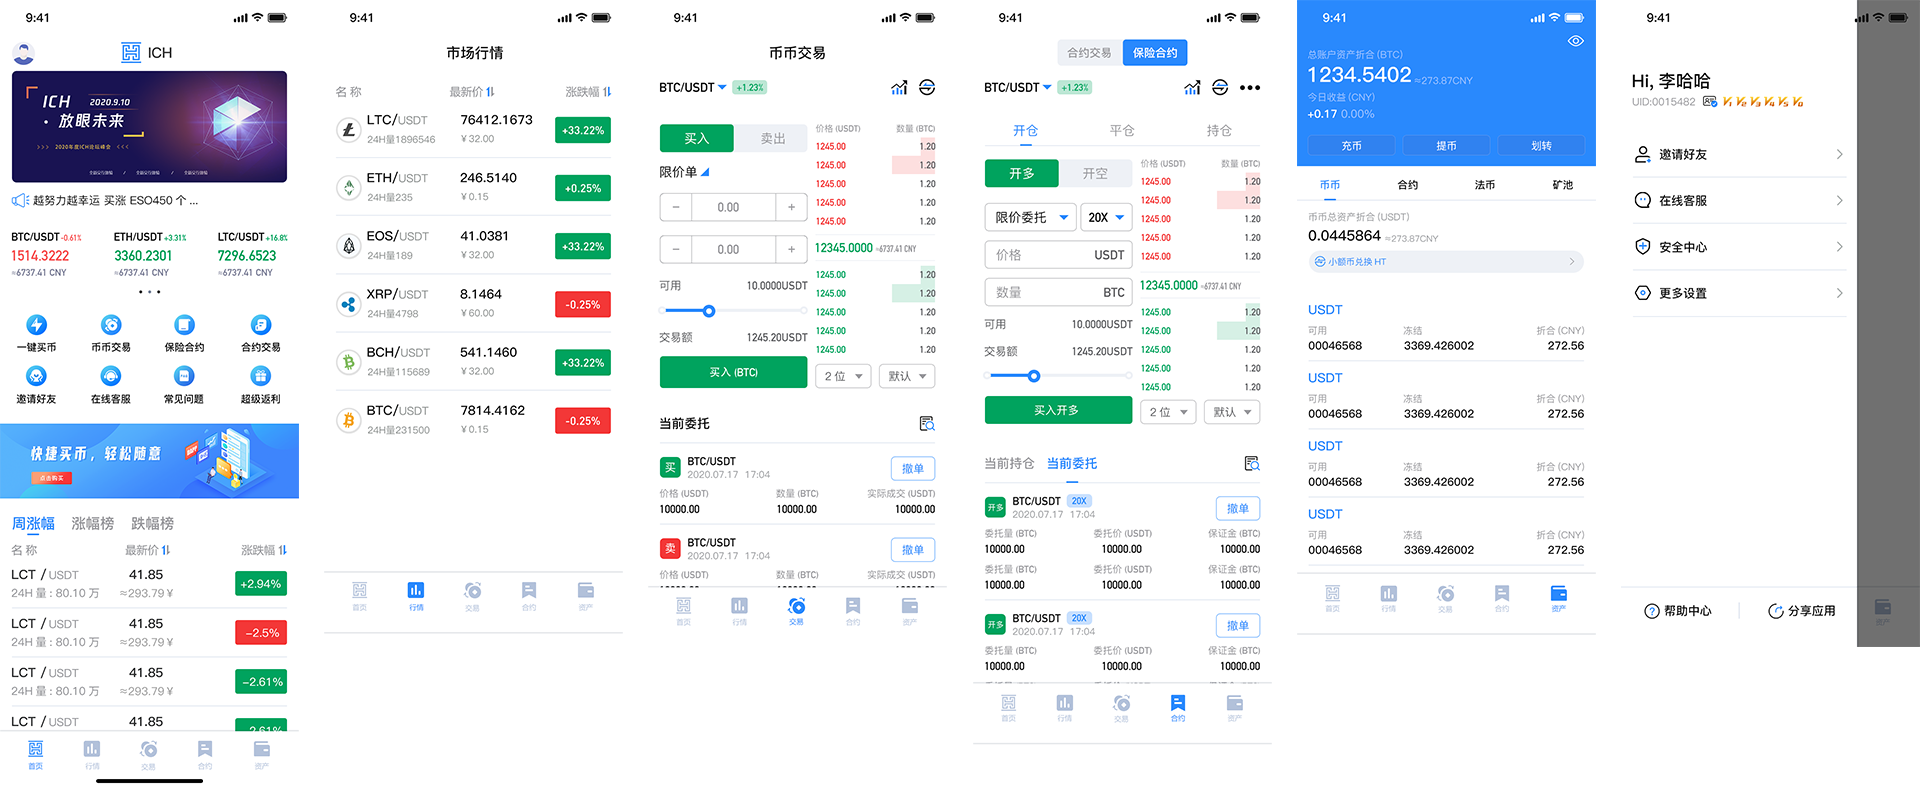 9:41
ICH
ICH 2020.9.10
放眼未来
>>> 2020年度ICH论坛峰会 <<<
越努力越幸运 买涨 ESO450 个 ...
BTC/USDT -0.61% ETH/USDT +3.31% LTC/USDT +16.8%
1514.3222 3360.2301 7296.6523
≈6737.41 CNY ≈6737.41 CNY ≈6737.41 CNY
一键买币 币币交易 保险合约 合约交易
邀请好友 在线客服 常见问题 超级返利
快捷买币，轻松随意
点击购买
周涨幅 涨幅榜 跌幅榜
名称 最新价 涨跌幅
LCT / USDT 41.85 +2.94%
24H 量 : 80.10 万 ≈293.79 ¥
LCT / USDT 41.85 -2.5%
24H 量 : 80.10 万 ≈293.79 ¥
LCT / USDT 41.85 -2.61%
24H 量 : 80.10 万 ≈293.79 ¥
LCT / USDT 41.85 -2.61%
首页 行情 交易 合约 资产
9:41
市场行情
名称 最新价 涨跌幅
LTC/USDT 76412.1673 +33.22%
24H量1896546 ¥32.00
ETH/USDT 246.5140 +0.25%
24H量235 ¥0.15
EOS/USDT 41.0381 +33.22%
24H量189 ¥32.00
XRP/USDT 8.1464 -0.25%
24H量4798 ¥60.00
BCH/USDT 541.1460 +33.22%
24H量115689 ¥32.00
BTC/USDT 7814.4162 -0.25%
24H量231500 ¥0.15
首页 行情 交易 合约 资产
9:41
币币交易
BTC/USDT +1.23%
买入 卖出
限价单
− 0.00 +
− 0.00 +
可用 10.0000USDT
交易额 1245.20USDT
买入 (BTC)
价格 (USDT) 数量 (BTC)
1245.00 1.20
1245.00 1.20
1245.00 1.20
1245.00 1.20
1245.00 1.20
12345.0000 ≈6737.41 CNY
1245.00 1.20
1245.00 1.20
1245.00 1.20
1245.00 1.20
1245.00 1.20
2 位 默认
当前委托
买 BTC/USDT 撤单
2020.07.17 17:04
价格 (USDT) 数量 (BTC) 实际成交 (USDT)
10000.00 10000.00 10000.00
卖 BTC/USDT 撤单
2020.07.17 17:04
价格 (USDT) 数量 (BTC) 实际成交 (USDT)
首页 行情 交易 合约 资产
9:41
合约交易 保险合约
BTC/USDT +1.23%
开仓 平仓 持仓
开多 开空
限价委托 20X
价格 USDT
数量 BTC
可用 10.0000USDT
交易额 1245.20USDT
买入开多
价格 (USDT) 数量 (BTC)
1245.00 1.20
1245.00 1.20
1245.00 1.20
1245.00 1.20
1245.00 1.20
12345.0000 ≈6737.41 CNY
1245.00 1.20
1245.00 1.20
1245.00 1.20
1245.00 1.20
1245.00 1.20
2 位 默认
当前持仓 当前委托
开多 BTC/USDT 20X 撤单
2020.07.17 17:04
委托量 (BTC) 委托价 (USDT) 保证金 (BTC)
10000.00 10000.00 10000.00
委托量 (BTC) 委托价 (USDT) 保证金 (BTC)
10000.00 10000.00 10000.00
开多 BTC/USDT 20X 撤单
2020.07.17 17:04
委托量 (BTC) 委托价 (USDT) 保证金 (BTC)
10000.00 10000.00 10000.00
首页 行情 交易 合约 资产
9:41
总账户资产折合 (BTC)
1234.5402 ≈273.87CNY
今日收益 (CNY)
+0.17 0.00%
充币 提币 划转
币币 合约 法币 矿池
币币总资产折合 (USDT)
0.0445864 ≈273.87CNY
小额币兑换 HT
USDT
可用 冻结 折合 (CNY)
00046568 3369.426002 272.56
USDT
可用 冻结 折合 (CNY)
00046568 3369.426002 272.56
USDT
可用 冻结 折合 (CNY)
00046568 3369.426002 272.56
USDT
可用 冻结 折合 (CNY)
00046568 3369.426002 272.56
首页 行情 交易 合约 资产
9:41
Hi, 李哈哈
UID:0015482
邀请好友
在线客服
安全中心
更多设置
帮助中心 分享应用
资产